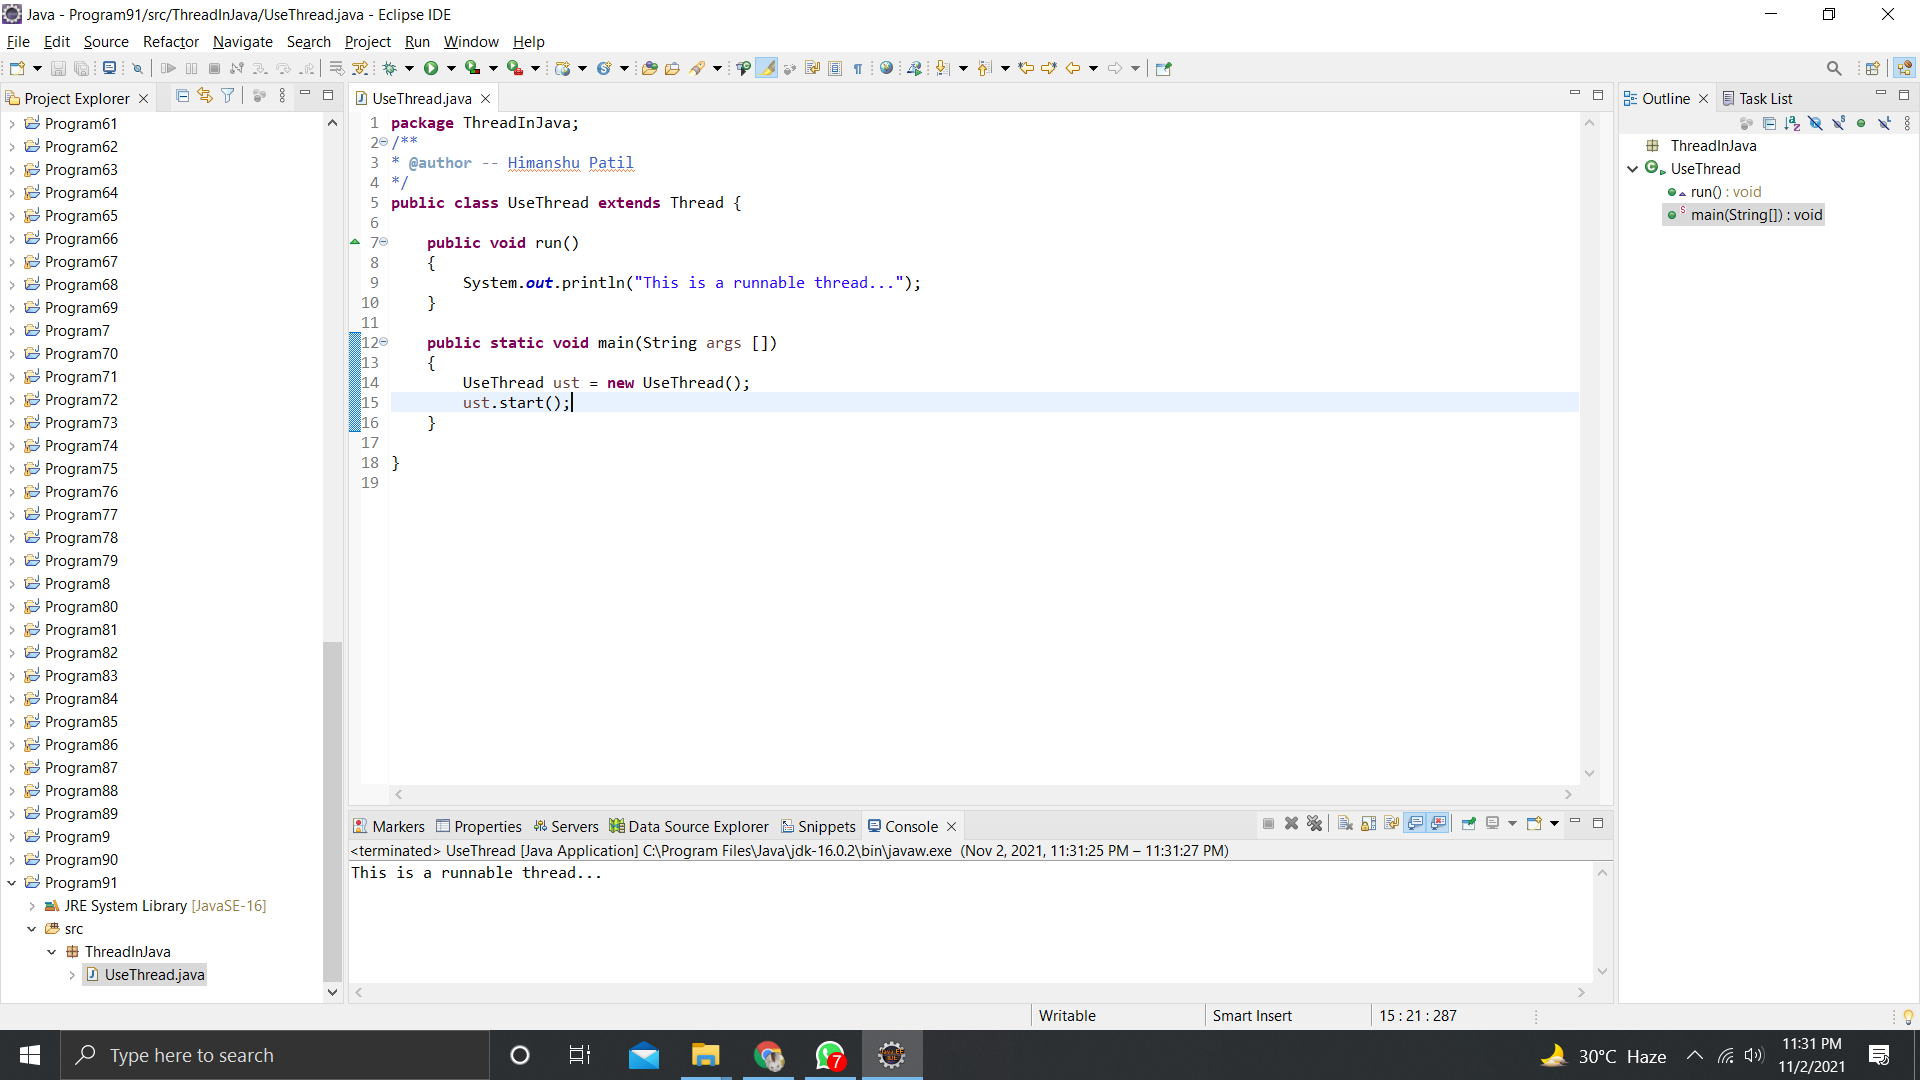 Java - Program91/src/ThreadInJava/UseThread.java - Eclipse IDE
File Edit Source Refactor Navigate Search Project Run Window Help
Project Explorer
Program61
Program62
Program63
Program64
Program65
Program66
Program67
Program68
Program69
Program7
Program70
Program71
Program72
Program73
Program74
Program75
Program76
Program77
Program78
Program79
Program8
Program80
Program81
Program82
Program83
Program84
Program85
Program86
Program87
Program88
Program89
Program9
Program90
Program91
JRE System Library [JavaSE-16]
src
ThreadInJava
UseThread.java
UseThread.java
1 package ThreadInJava;
2 /**
3 * @author -- Himanshu Patil
4 */
5 public class UseThread extends Thread {
6
7 public void run()
8 {
9 System.out.println("This is a runnable thread...");
10 }
11
12 public static void main(String args [])
13 {
14 UseThread ust = new UseThread();
15 ust.start();
16 }
17
18 }
19
Outline Task List
ThreadInJava
UseThread
run() : void
main(String[]) : void
Markers Properties Servers Data Source Explorer Snippets Console
<terminated> UseThread [Java Application] C:\Program Files\Java\jdk-16.0.2\bin\javaw.exe (Nov 2, 2021, 11:31:25 PM – 11:31:27 PM)
This is a runnable thread...
Writable Smart Insert 15 : 21 : 287
Type here to search
7
30°C Haze
11:31 PM
11/2/2021